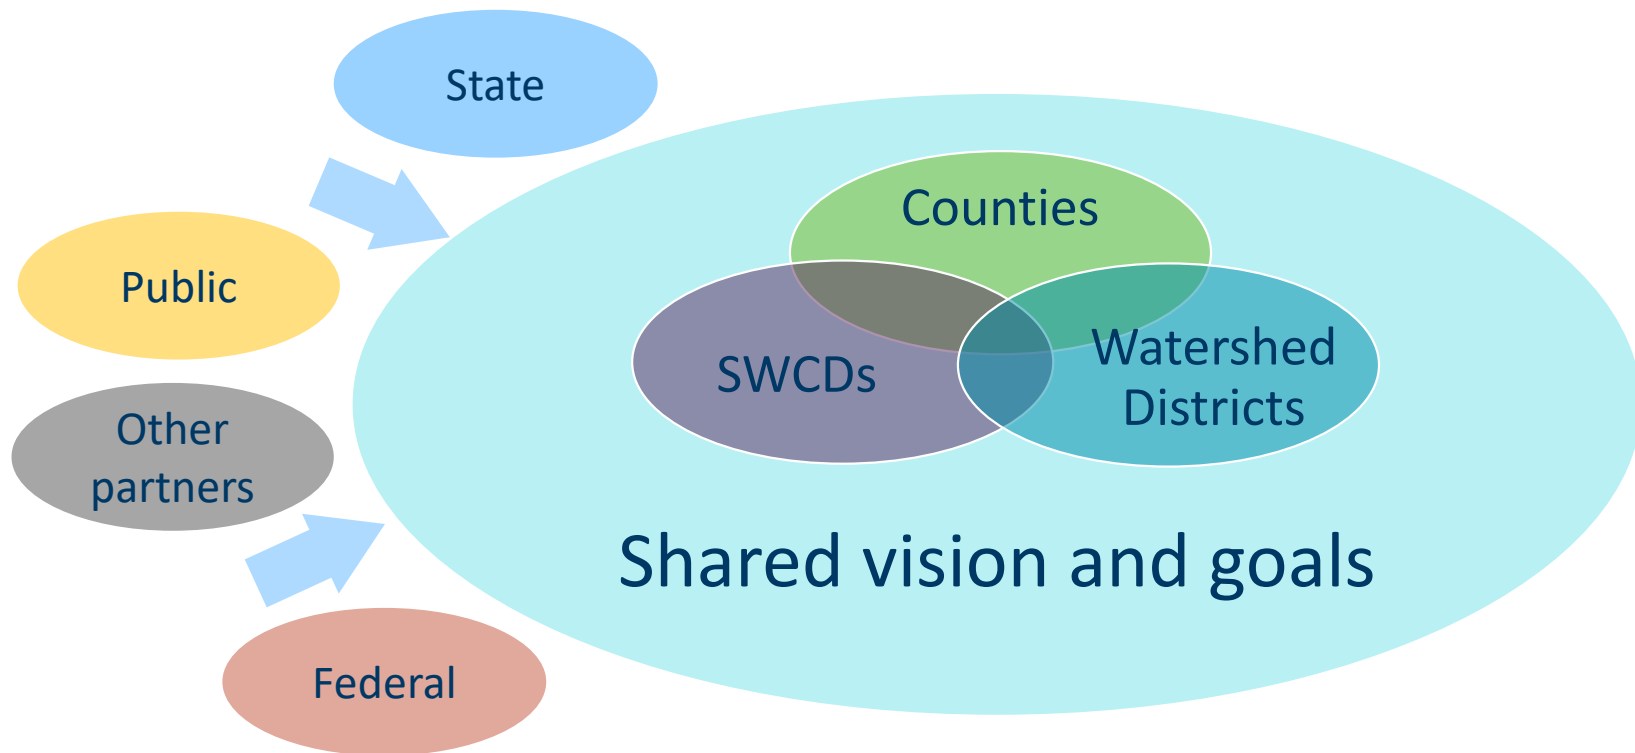 State
Public
Other
partners
Federal
Counties
SWCDs
Watershed
Districts
Shared vision and goals